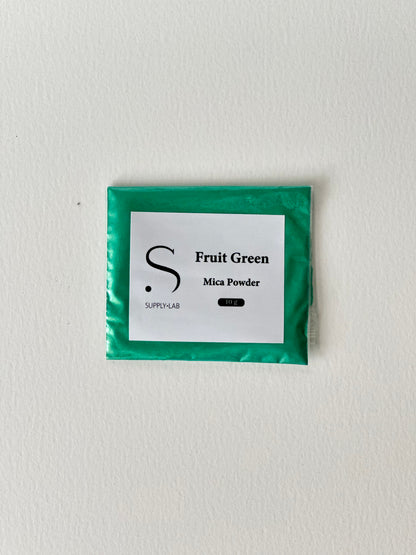 S
SUPPLY•LAB
Fruit Green
Mica Powder
10 g